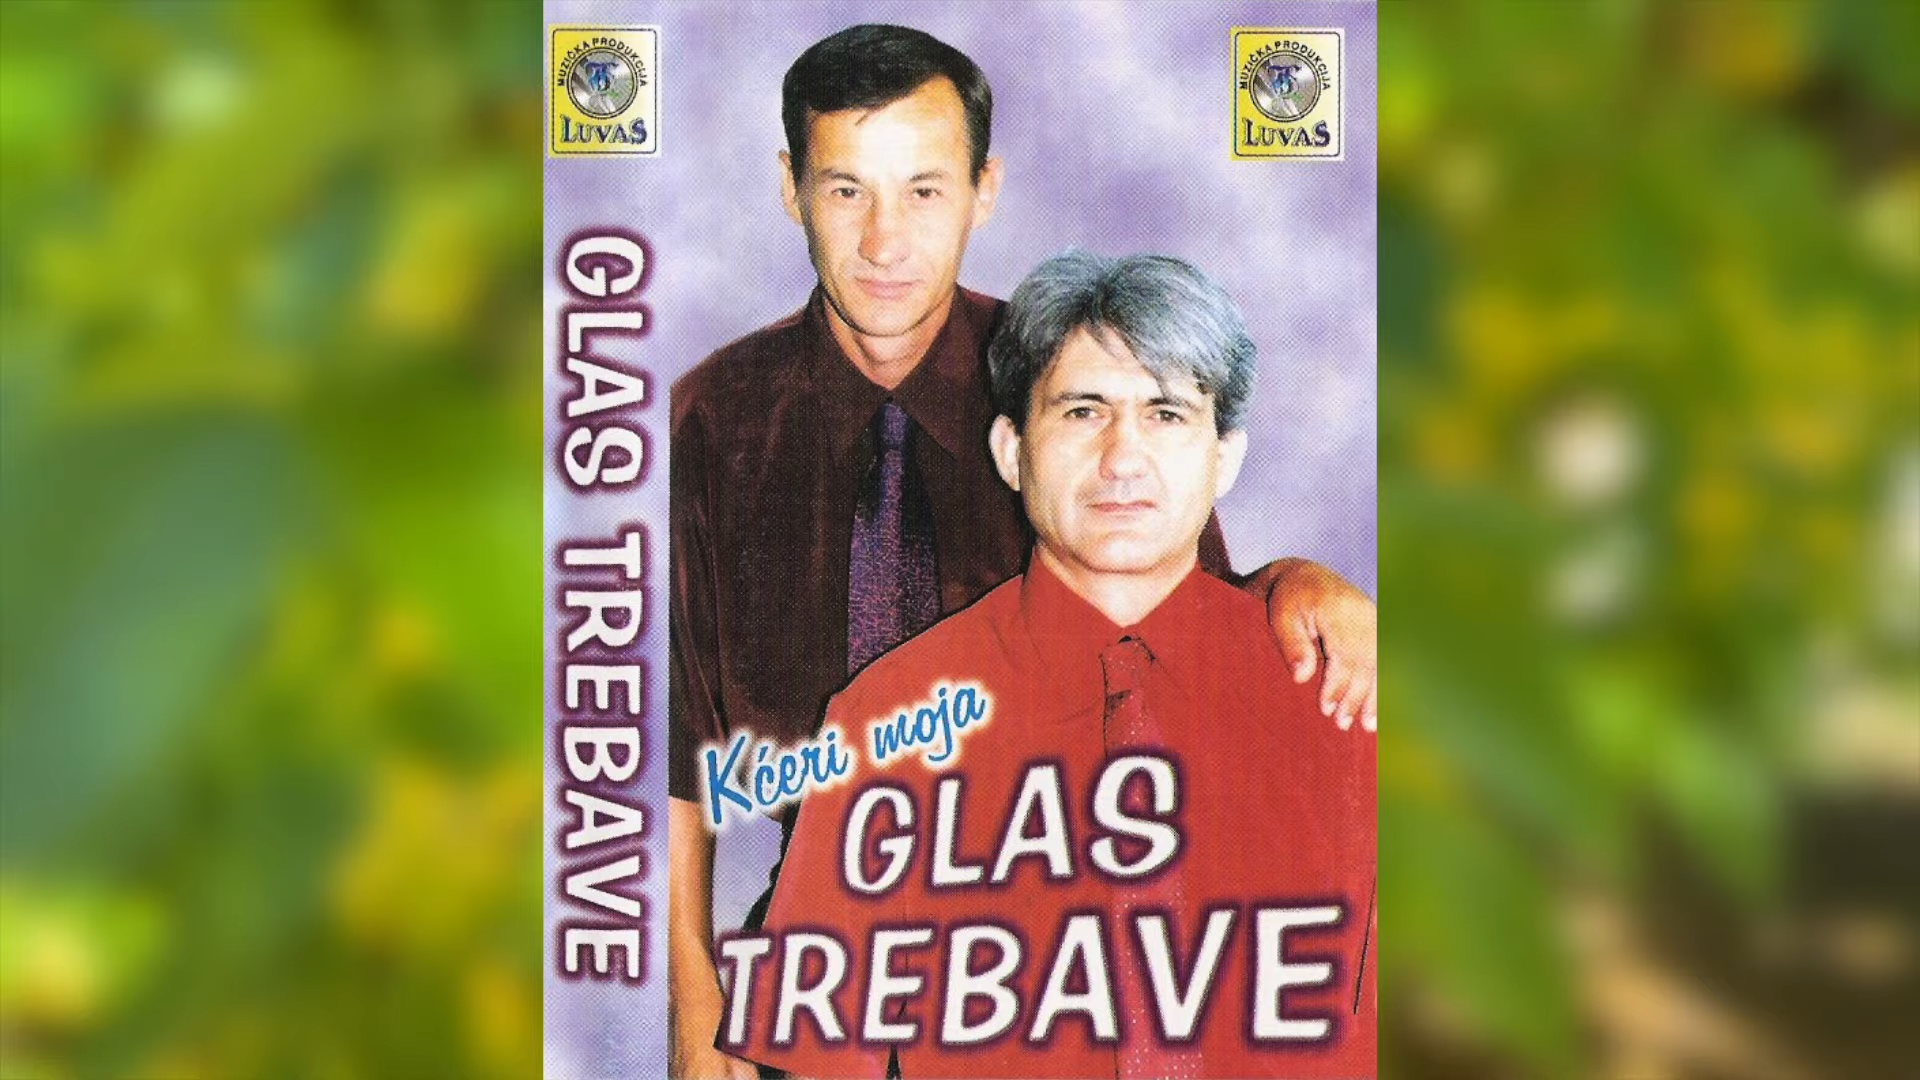 MUZIČKA PRODUKCIJA
LUVAS
MUZIČKA PRODUKCIJA
LUVAS
GLAS TREBAVE
Kćeri moja
GLAS
TREBAVE